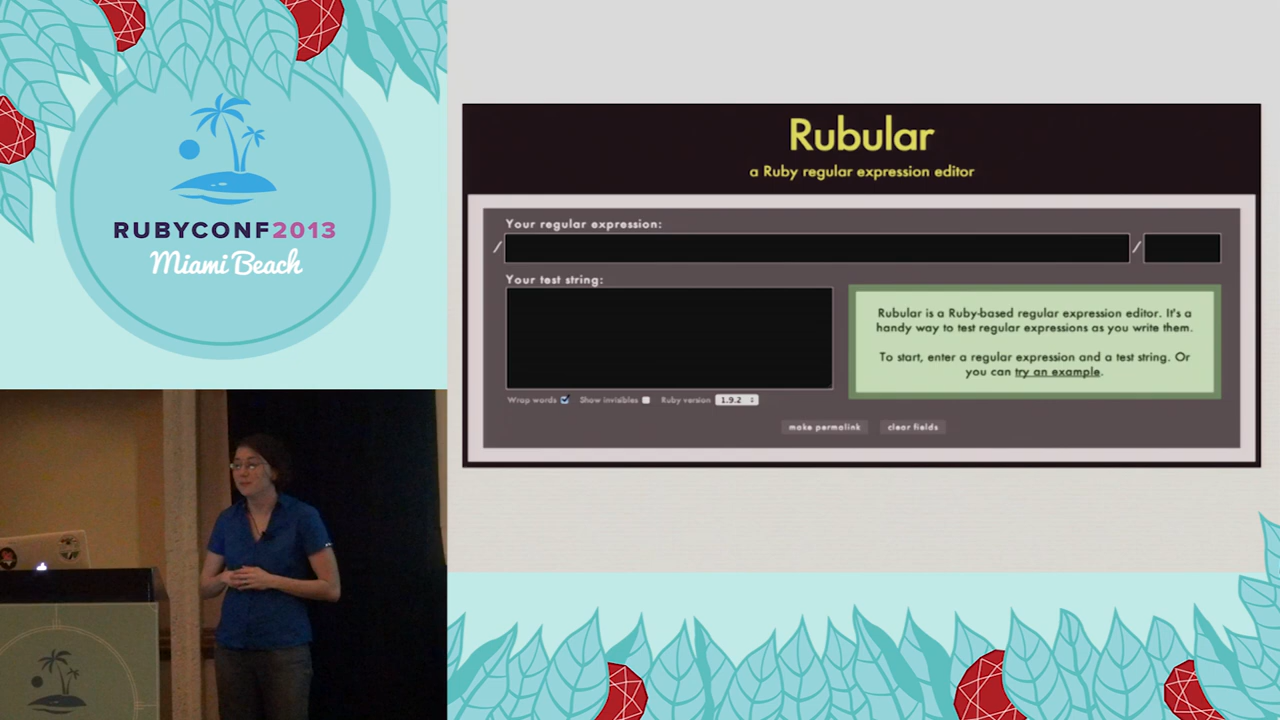 RUBYCONF2013
Miami Beach
Rubular
a Ruby regular expression editor
Your regular expression:
/ /
Your test string:
Rubular is a Ruby-based regular expression editor. It's a
handy way to test regular expressions as you write them.
To start, enter a regular expression and a test string. Or
you can try an example.
Wrap words Show invisibles Ruby version 1.9.2
make permalink clear fields